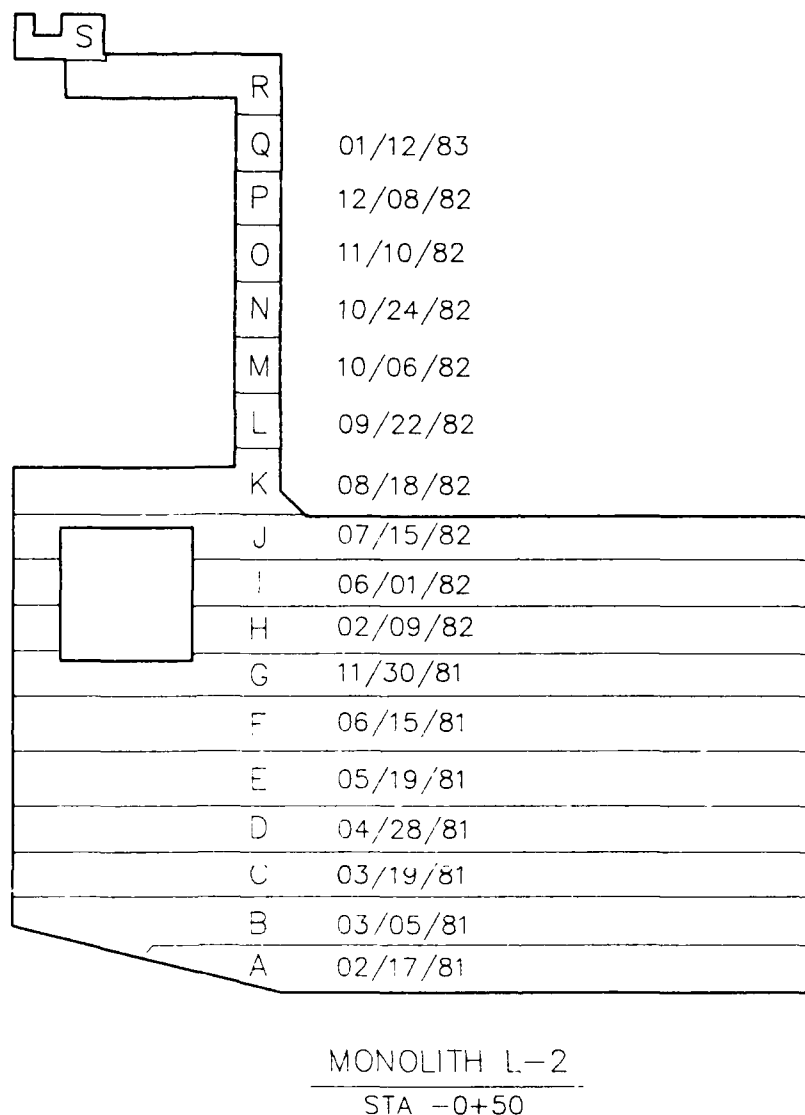 S
R
Q 01/12/83
P 12/08/82
O 11/10/82
N 10/24/82
M 10/06/82
L 09/22/82
K 08/18/82
J 07/15/82
I 06/01/82
H 02/09/82
G 11/30/81
F 06/15/81
E 05/19/81
D 04/28/81
C 03/19/81
B 03/05/81
A 02/17/81
MONOLITH L-2
STA -0+50